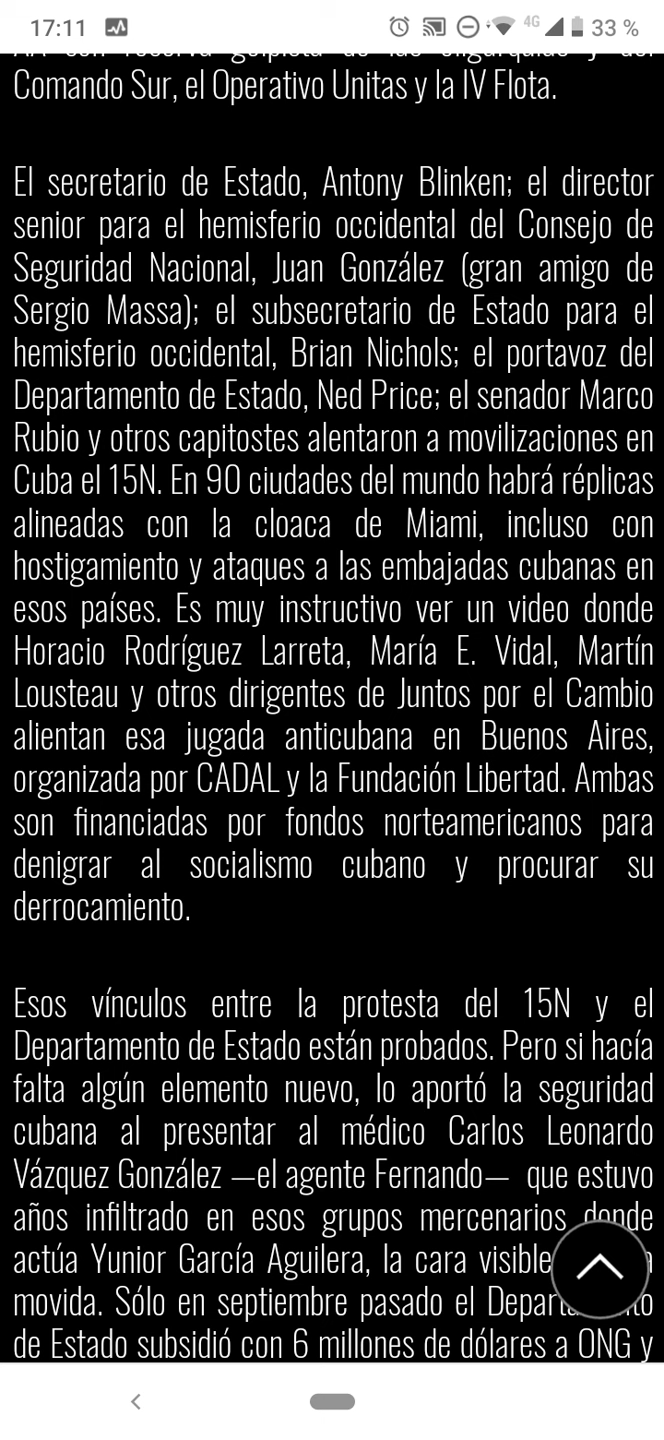 17:11 4G 33 %
Comando Sur, el Operativo Unitas y la IV Flota.
El secretario de Estado, Antony Blinken; el director
senior para el hemisferio occidental del Consejo de
Seguridad Nacional, Juan González (gran amigo de
Sergio Massa); el subsecretario de Estado para el
hemisferio occidental, Brian Nichols; el portavoz del
Departamento de Estado, Ned Price; el senador Marco
Rubio y otros capitostes alentaron a movilizaciones en
Cuba el 15N. En 90 ciudades del mundo habrá réplicas
alineadas con la cloaca de Miami, incluso con
hostigamiento y ataques a las embajadas cubanas en
esos países. Es muy instructivo ver un video donde
Horacio Rodríguez Larreta, María E. Vidal, Martín
Lousteau y otros dirigentes de Juntos por el Cambio
alientan esa jugada anticubana en Buenos Aires,
organizada por CADAL y la Fundación Libertad. Ambas
son financiadas por fondos norteamericanos para
denigrar al socialismo cubano y procurar su
derrocamiento.
Esos vínculos entre la protesta del 15N y el
Departamento de Estado están probados. Pero si hacía
falta algún elemento nuevo, lo aportó la seguridad
cubana al presentar al médico Carlos Leonardo
Vázquez González —el agente Fernando— que estuvo
años infiltrado en esos grupos mercenarios donde
actúa Yunior García Aguilera, la cara visible
movida. Sólo en septiembre pasado el
de Estado subsidió con 6 millones de dólares a ONG y